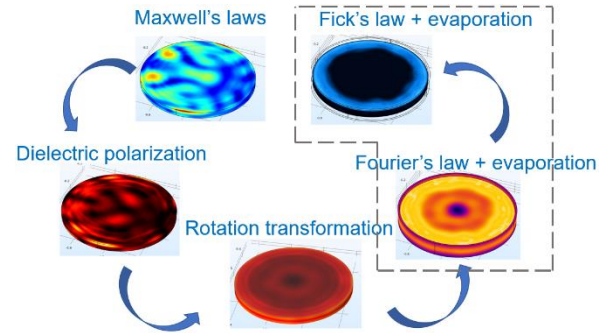 Maxwell's laws
Fick's law + evaporation
Dielectric polarization
Fourier's law + evaporation
Rotation transformation